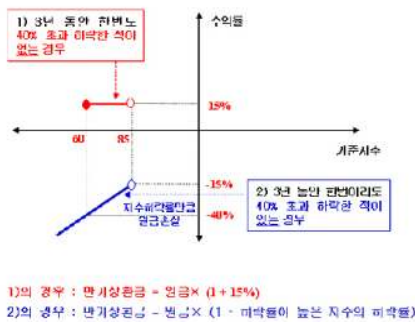 수익률
1) 3년 동안 한번도
40% 초과 하락한 적이
없는 경우
15%
60
85
기준지수
-15%
지수하락률만큼
원금손실
-40%
2) 3년 동안 한번이라도
40% 초과 하락한 적이
있는 경우
1)의 경우 : 만기상환금 = 원금× (1+15%)
2)의 경우 : 만기상환금 = 원금× (1 - 하락률이 높은 지수의 하락률)